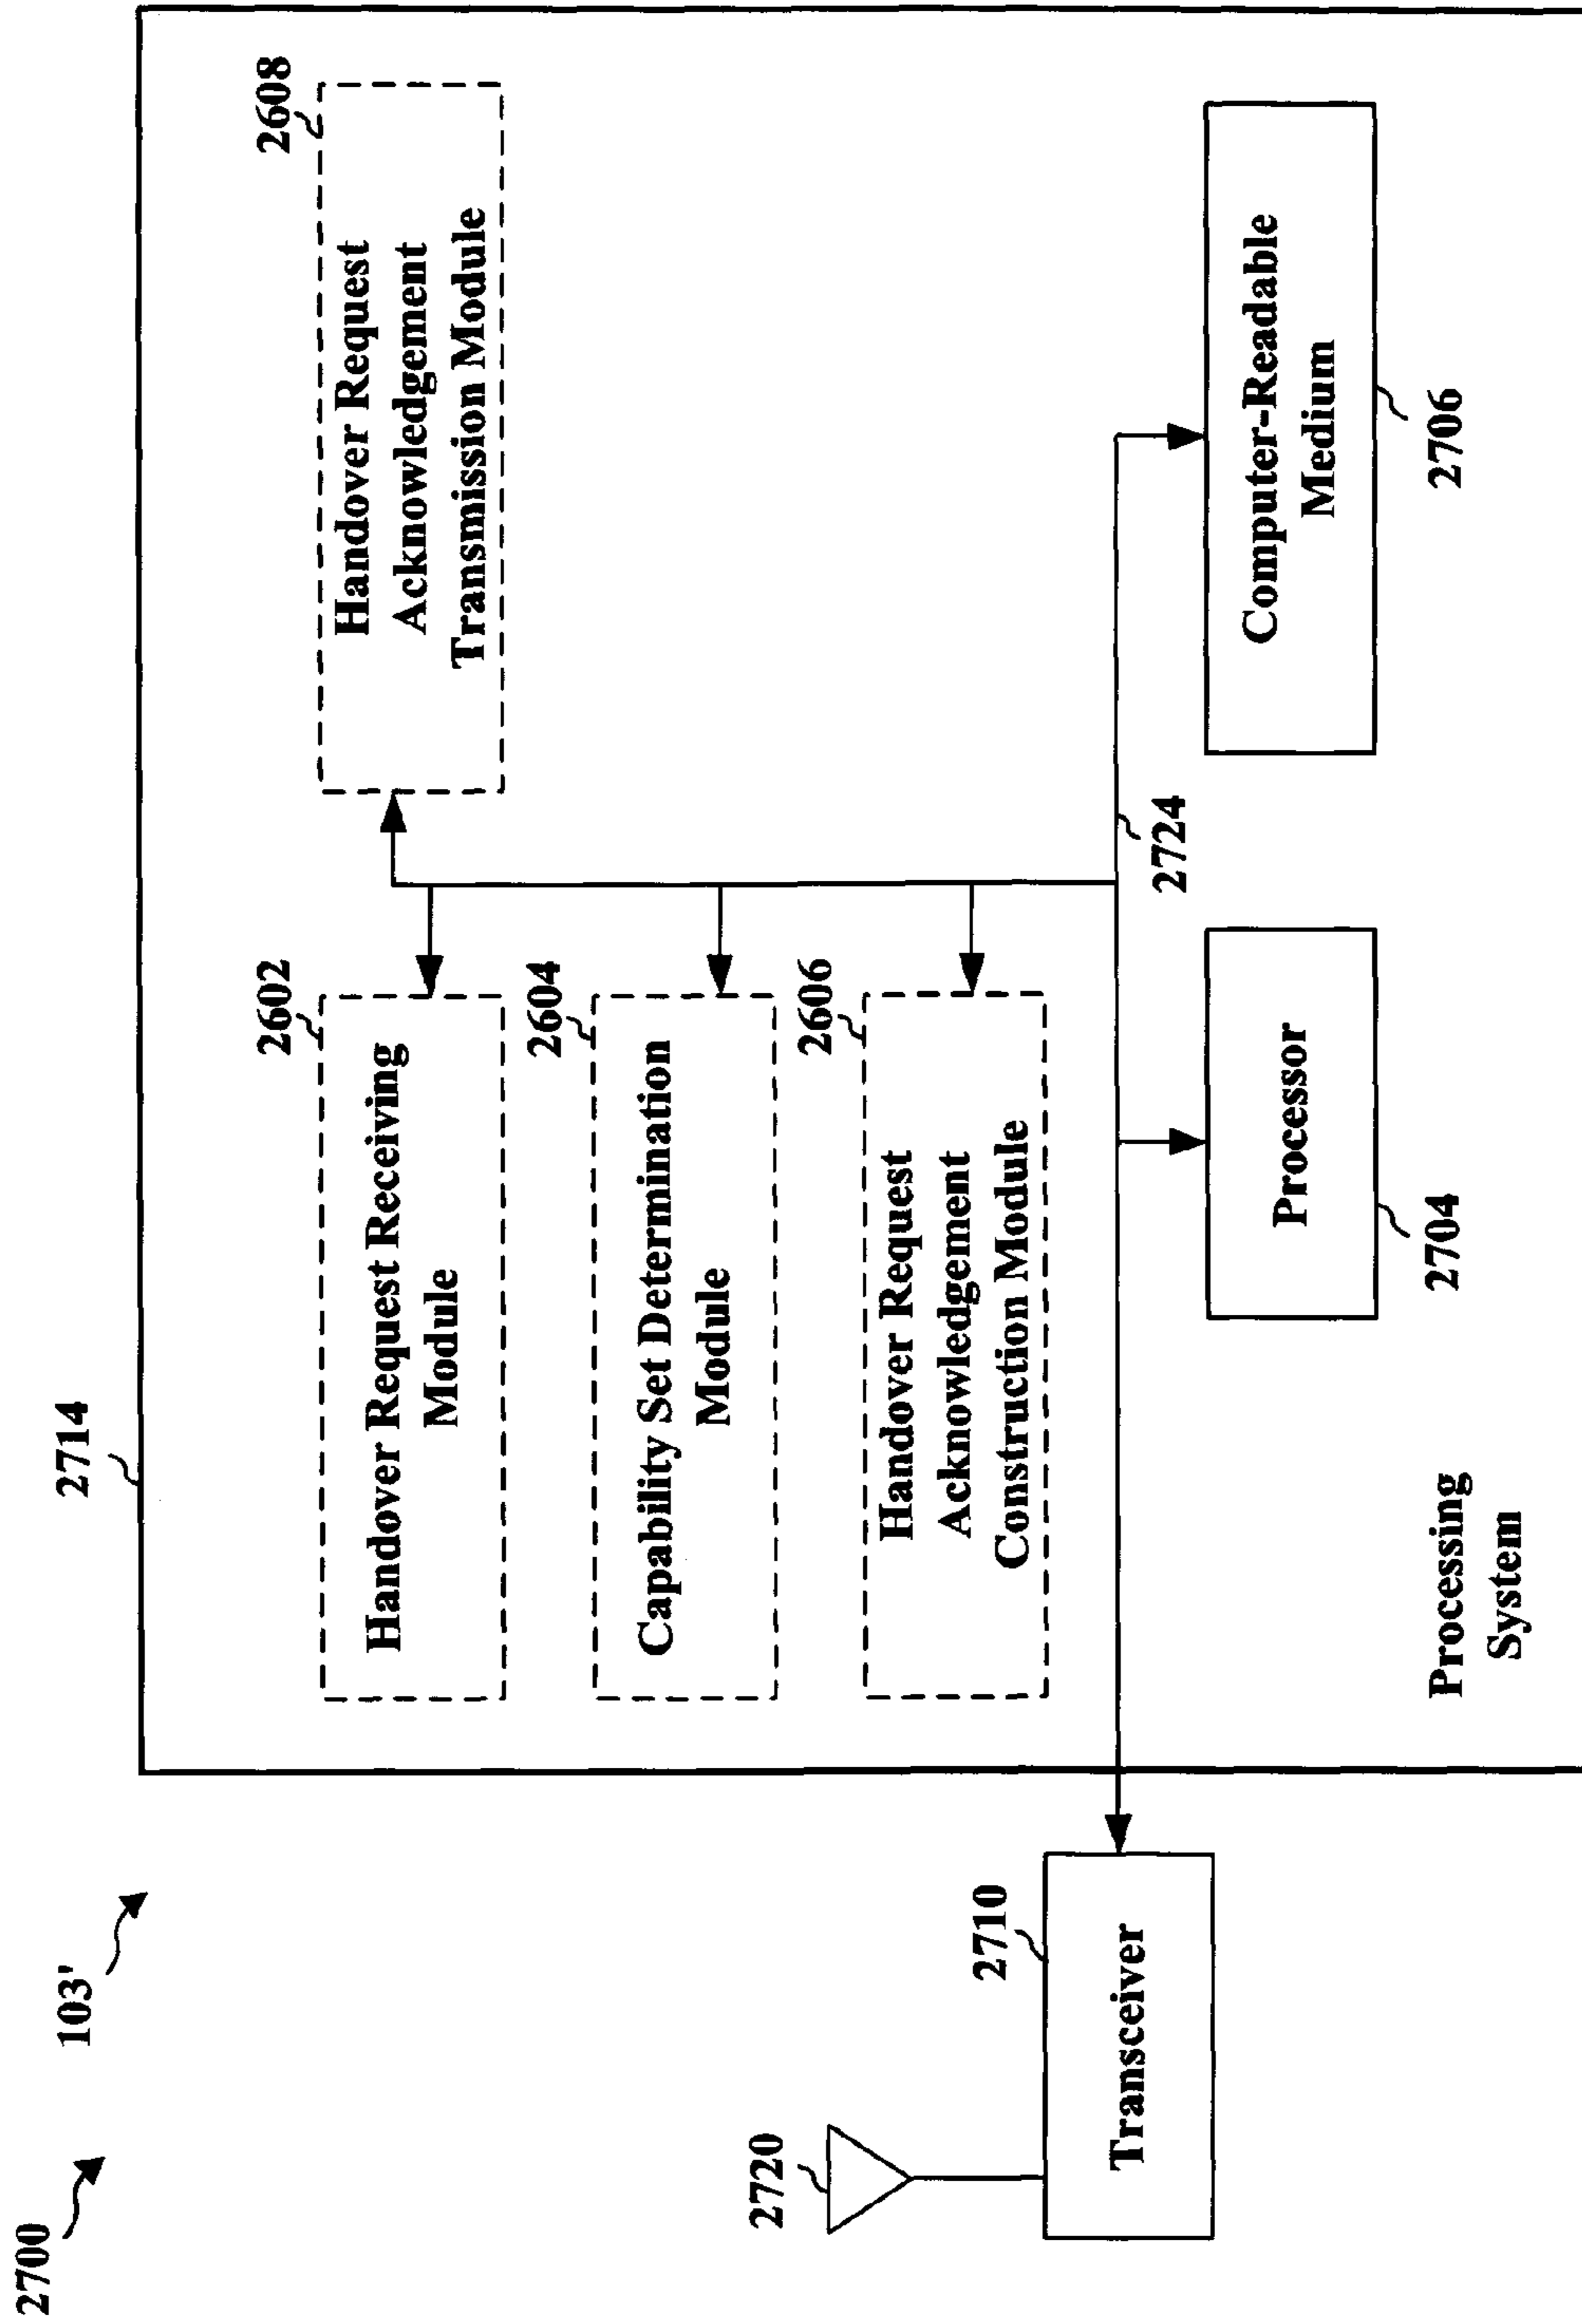 2700
103'
2714
2602
Handover Request Receiving
Module
2608
Handover Request
Acknowledgement
Transmission Module
2604
Capability Set Determination
Module
2606
Handover Request
Acknowledgement
Construction Module
2720
2710
Transceiver
2724
Processor
2704
Computer-Readable
Medium
2706
Processing
System